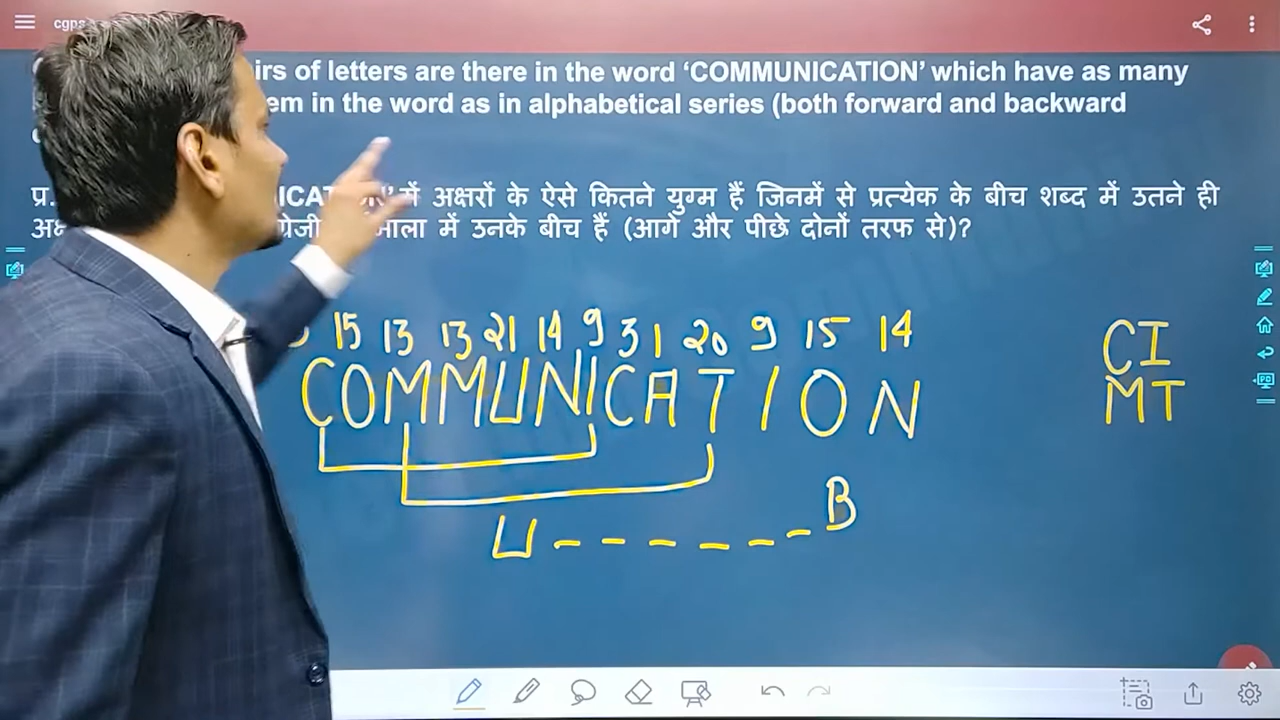 cgps
irs of letters are there in the word ‘COMMUNICATION’ which have as many
em in the word as in alphabetical series (both forward and backward
प्र.
ICAT में अक्षरों के ऐसे कितने युग्म हैं जिनमें से प्रत्येक के बीच शब्द में उतने ही
में उनके बीच हैं (आगे और पीछे दोनों तरफ से)?
15 13 13 21 14 9 3 1 20 9 15 14
COMMUNICATION
CI
MT
U _ _ _ _ _ _ B